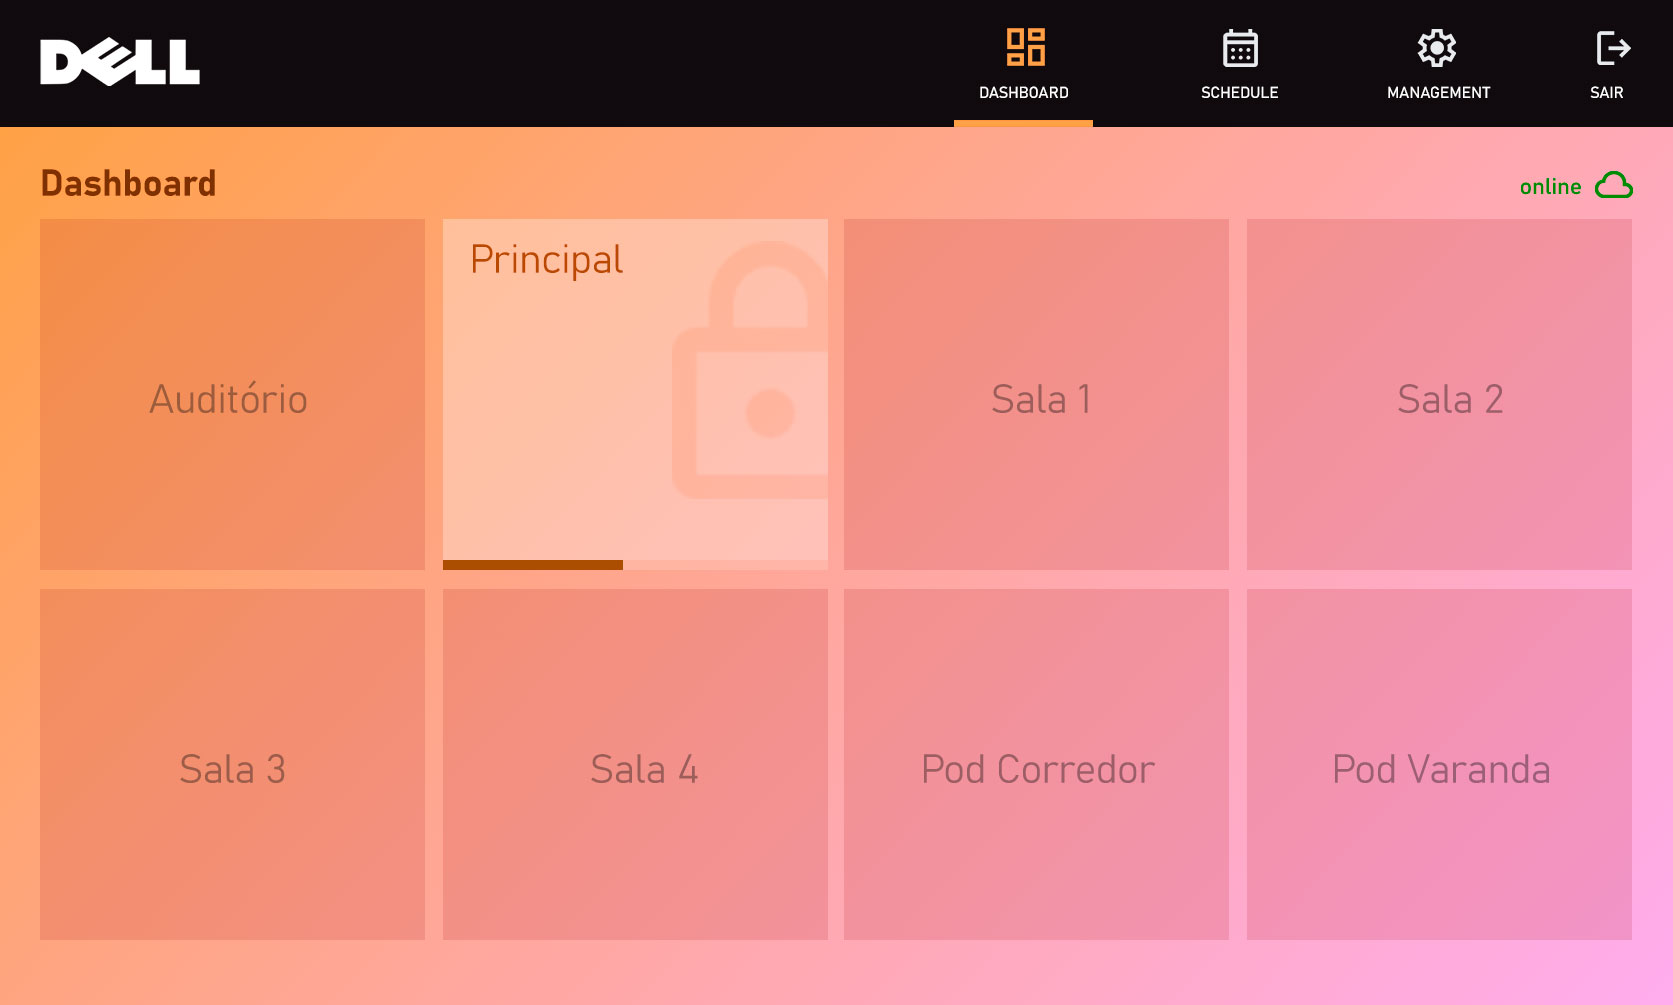 DELL
DASHBOARD
SCHEDULE
MANAGEMENT
SAIR
Dashboard
online
Auditório
Principal
Sala 1
Sala 2
Sala 3
Sala 4
Pod Corredor
Pod Varanda